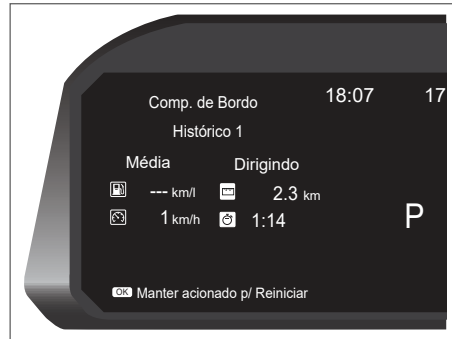 Comp. de Bordo 18:07 17
Histórico 1
Média Dirigindo
--- km/l 2.3 km
1 km/h 1:14
P
OK Manter acionado p/ Reiniciar